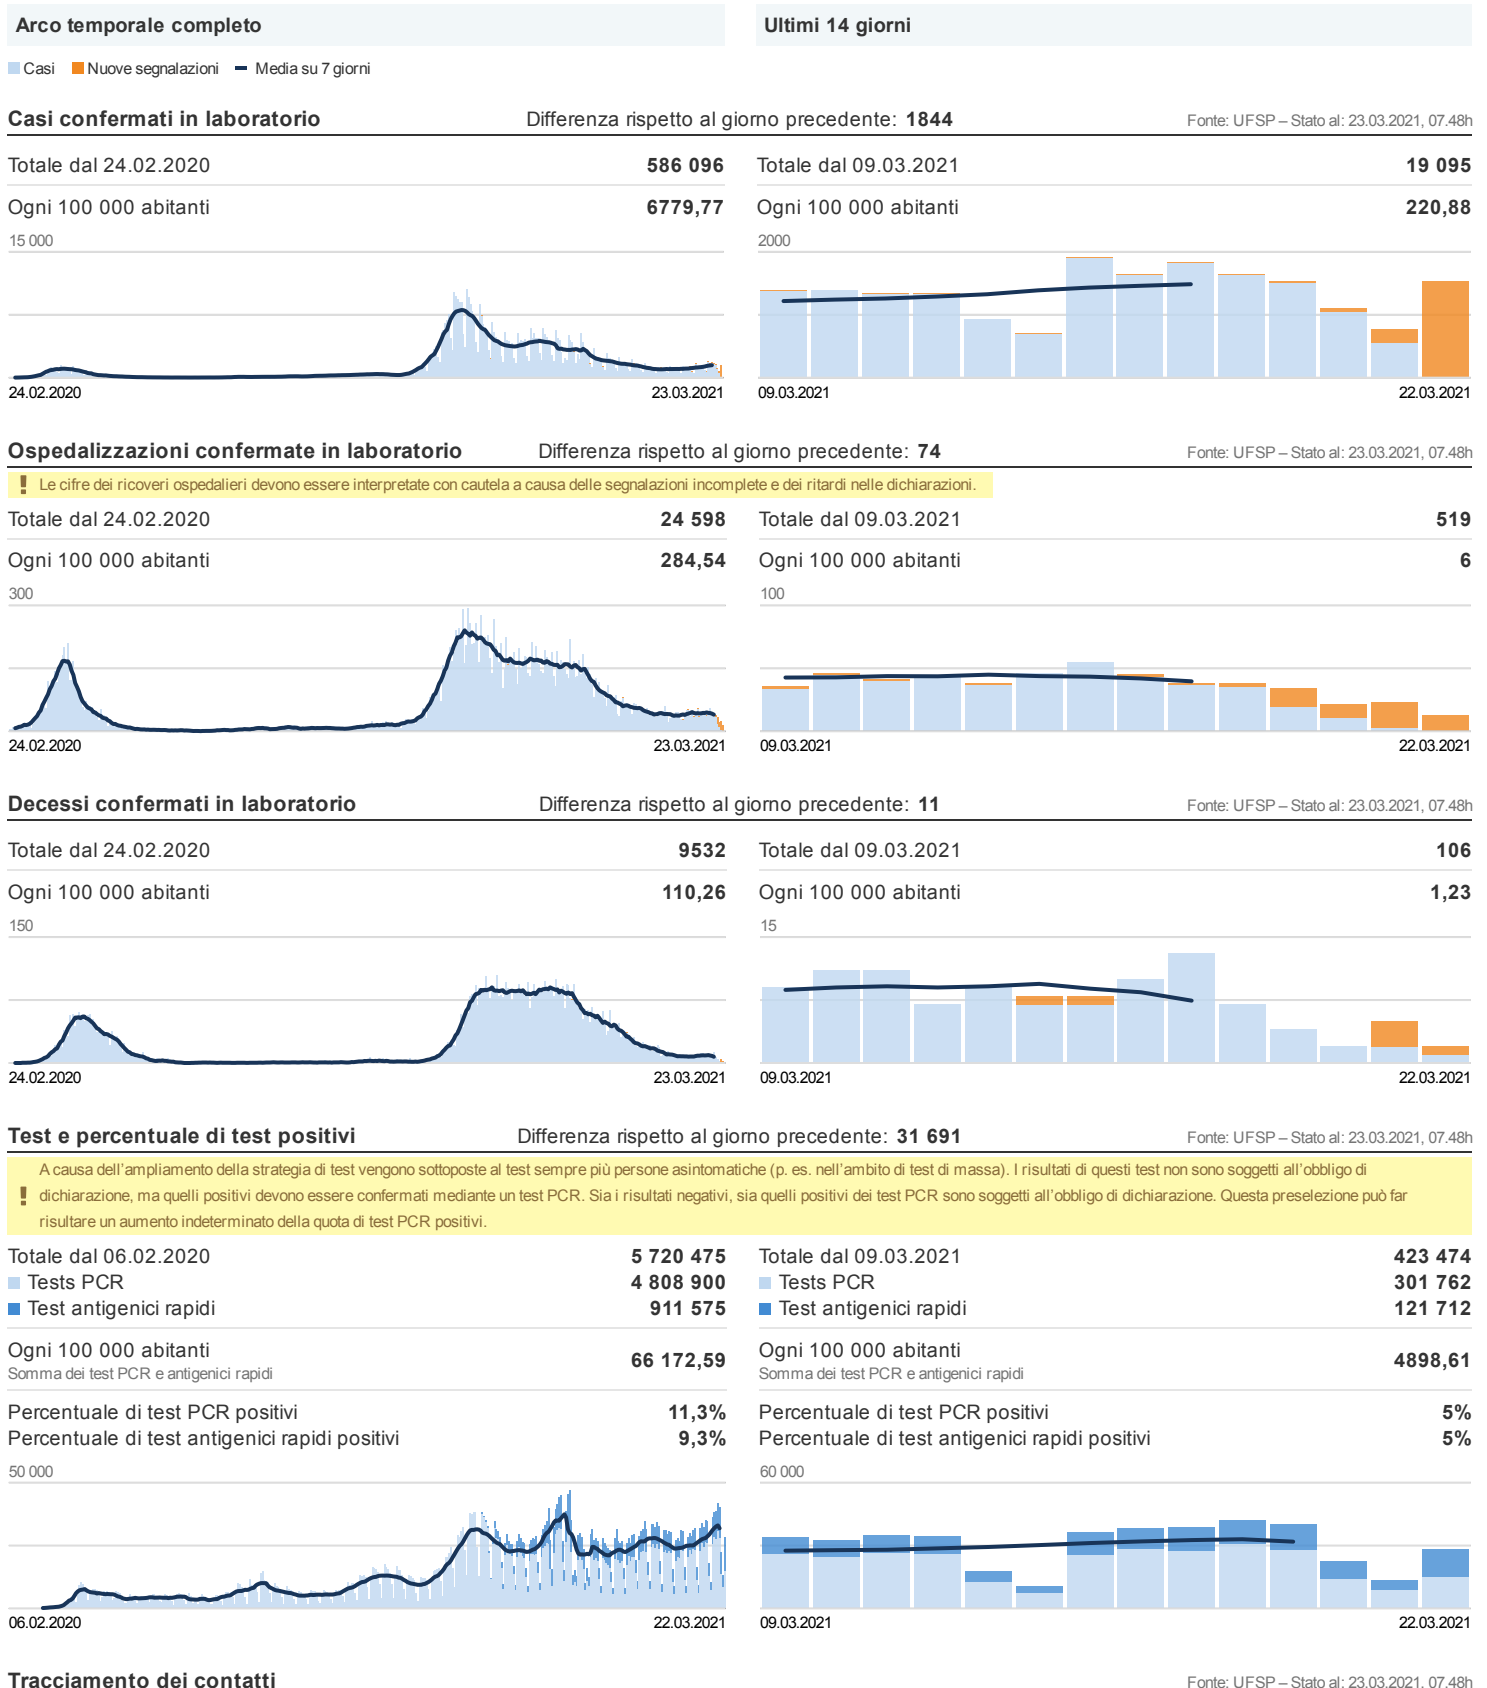 Arco temporale completo
Ultimi 14 giorni
Casi Nuove segnalazioni Media su 7 giorni
Casi confermati in laboratorio Differenza rispetto al giorno precedente: 1844 Fonte: UFSP – Stato al: 23.03.2021, 07.48h
Totale dal 24.02.2020 586 096
Ogni 100 000 abitanti 6779,77
15 000
24.02.2020 23.03.2021
Totale dal 09.03.2021 19 095
Ogni 100 000 abitanti 220,88
2000
09.03.2021 22.03.2021
Ospedalizzazioni confermate in laboratorio Differenza rispetto al giorno precedente: 74 Fonte: UFSP – Stato al: 23.03.2021, 07.48h
! Le cifre dei ricoveri ospedalieri devono essere interpretate con cautela a causa delle segnalazioni incomplete e dei ritardi nelle dichiarazioni.
Totale dal 24.02.2020 24 598
Ogni 100 000 abitanti 284,54
300
24.02.2020 23.03.2021
Totale dal 09.03.2021 519
Ogni 100 000 abitanti 6
100
09.03.2021 22.03.2021
Decessi confermati in laboratorio Differenza rispetto al giorno precedente: 11 Fonte: UFSP – Stato al: 23.03.2021, 07.48h
Totale dal 24.02.2020 9532
Ogni 100 000 abitanti 110,26
150
24.02.2020 23.03.2021
Totale dal 09.03.2021 106
Ogni 100 000 abitanti 1,23
15
09.03.2021 22.03.2021
Test e percentuale di test positivi Differenza rispetto al giorno precedente: 31 691 Fonte: UFSP – Stato al: 23.03.2021, 07.48h
A causa dell'ampliamento della strategia di test vengono sottoposte al test sempre più persone asintomatiche (p. es. nell'ambito di test di massa). I risultati di questi test non sono soggetti all'obbligo di
! dichiarazione, ma quelli positivi devono essere confermati mediante un test PCR. Sia i risultati negativi, sia quelli positivi dei test PCR sono soggetti all'obbligo di dichiarazione. Questa preselezione può far
risultare un aumento indeterminato della quota di test PCR positivi.
Totale dal 06.02.2020 5 720 475
Tests PCR 4 808 900
Test antigenici rapidi 911 575
Ogni 100 000 abitanti 66 172,59
Somma dei test PCR e antigenici rapidi
Percentuale di test PCR positivi 11,3%
Percentuale di test antigenici rapidi positivi 9,3%
50 000
06.02.2020 22.03.2021
Totale dal 09.03.2021 423 474
Tests PCR 301 762
Test antigenici rapidi 121 712
Ogni 100 000 abitanti 4898,61
Somma dei test PCR e antigenici rapidi
Percentuale di test PCR positivi 5%
Percentuale di test antigenici rapidi positivi 5%
60 000
09.03.2021 22.03.2021
Tracciamento dei contatti Fonte: UFSP – Stato al: 23.03.2021, 07.48h